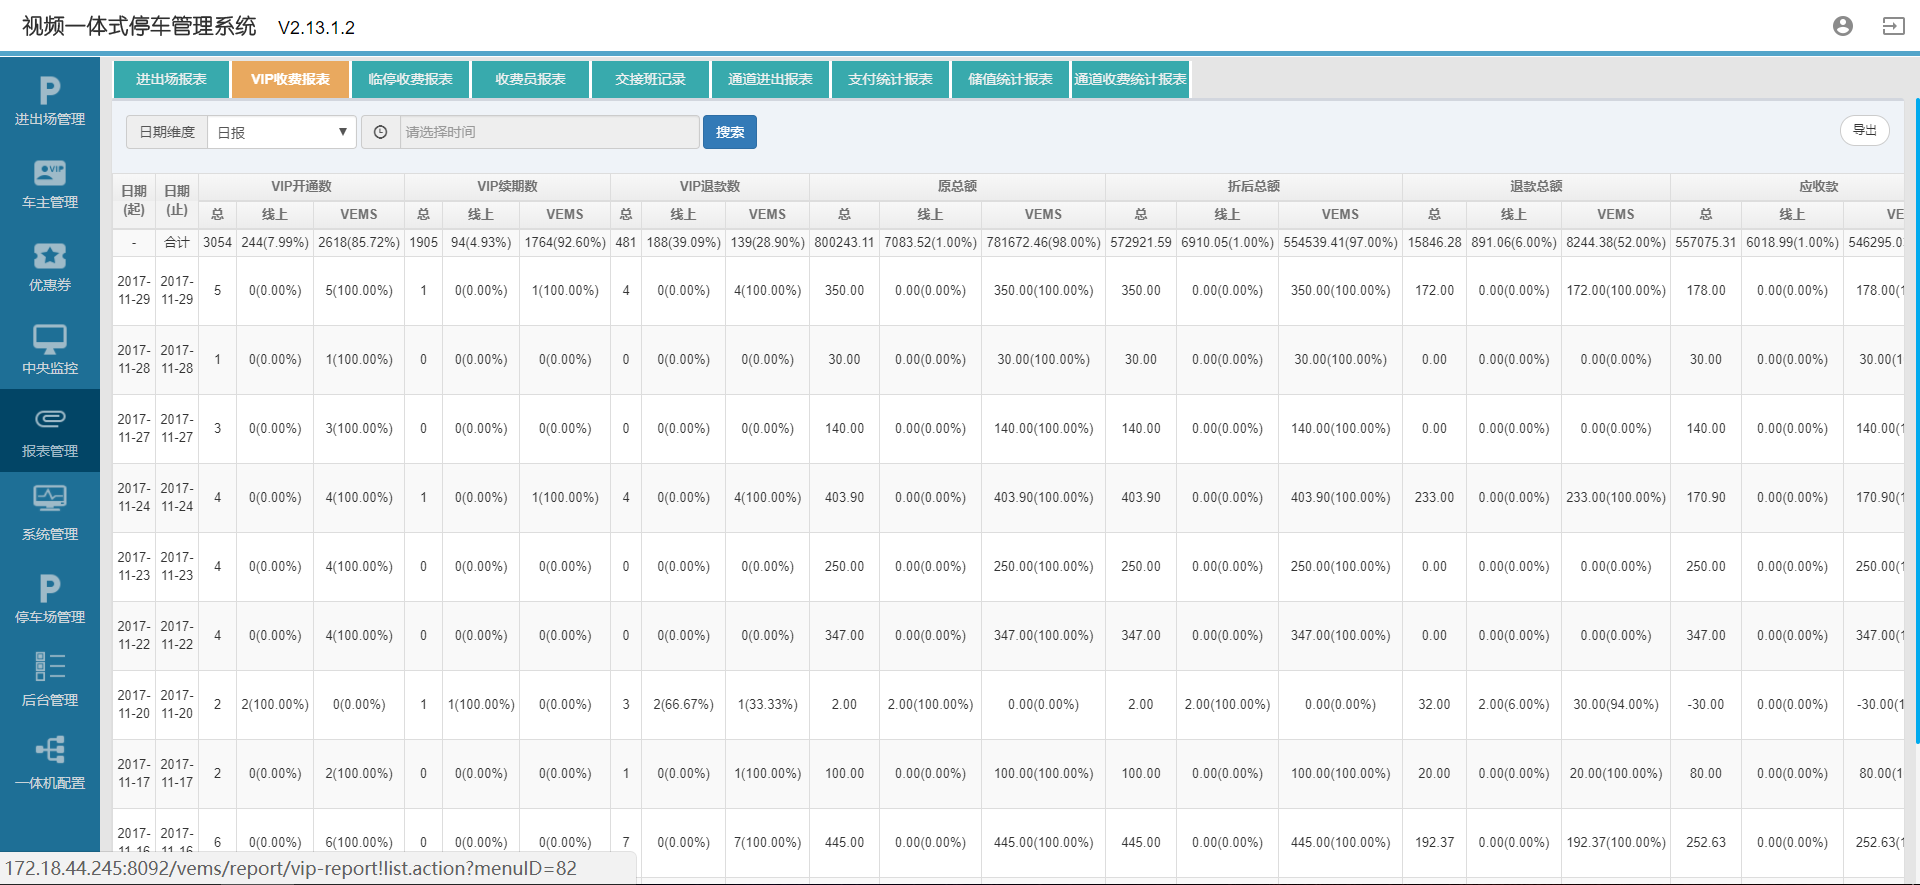 视频一体式停车管理系统 V2.13.1.2
进出场报表 VIP收费报表 临停收费报表 收费员报表 交接班记录 通道进出报表 支付统计报表 储值统计报表 通道收费统计报表
进出场管理
车主管理
优惠券
中央监控
报表管理
系统管理
停车场管理
后台管理
一体机配置
日期维度 日报 ▼ 请选择时间 搜索 导出
日期(起) 日期(止) VIP开通数 VIP续期数 VIP退款数 原总额 折后总额 退款总额 应收款
总 线上 VEMS 总 线上 VEMS 总 线上 VEMS 总 线上 VEMS 总 线上 VEMS 总 线上 VEMS 总 线上 VE
- 合计 3054 244(7.99%) 2618(85.72%) 1905 94(4.93%) 1764(92.60%) 481 188(39.09%) 139(28.90%) 800243.11 7083.52(1.00%) 781672.46(98.00%) 572921.59 6910.05(1.00%) 554539.41(97.00%) 15846.28 891.06(6.00%) 8244.38(52.00%) 557075.31 6018.99(1.00%) 546295.0
2017-11-29 2017-11-29 5 0(0.00%) 5(100.00%) 1 0(0.00%) 1(100.00%) 4 0(0.00%) 4(100.00%) 350.00 0.00(0.00%) 350.00(100.00%) 350.00 0.00(0.00%) 350.00(100.00%) 172.00 0.00(0.00%) 172.00(100.00%) 178.00 0.00(0.00%) 178.00(1
2017-11-28 2017-11-28 1 0(0.00%) 1(100.00%) 0 0(0.00%) 0(0.00%) 0 0(0.00%) 0(0.00%) 30.00 0.00(0.00%) 30.00(100.00%) 30.00 0.00(0.00%) 30.00(100.00%) 0.00 0.00(0.00%) 0.00(0.00%) 30.00 0.00(0.00%) 30.00(1
2017-11-27 2017-11-27 3 0(0.00%) 3(100.00%) 0 0(0.00%) 0(0.00%) 0 0(0.00%) 0(0.00%) 140.00 0.00(0.00%) 140.00(100.00%) 140.00 0.00(0.00%) 140.00(100.00%) 0.00 0.00(0.00%) 0.00(0.00%) 140.00 0.00(0.00%) 140.00(1
2017-11-24 2017-11-24 4 0(0.00%) 4(100.00%) 1 0(0.00%) 1(100.00%) 4 0(0.00%) 4(100.00%) 403.90 0.00(0.00%) 403.90(100.00%) 403.90 0.00(0.00%) 403.90(100.00%) 233.00 0.00(0.00%) 233.00(100.00%) 170.90 0.00(0.00%) 170.90(1
2017-11-23 2017-11-23 4 0(0.00%) 4(100.00%) 0 0(0.00%) 0(0.00%) 0 0(0.00%) 0(0.00%) 250.00 0.00(0.00%) 250.00(100.00%) 250.00 0.00(0.00%) 250.00(100.00%) 0.00 0.00(0.00%) 0.00(0.00%) 250.00 0.00(0.00%) 250.00(1
2017-11-22 2017-11-22 4 0(0.00%) 4(100.00%) 0 0(0.00%) 0(0.00%) 0 0(0.00%) 0(0.00%) 347.00 0.00(0.00%) 347.00(100.00%) 347.00 0.00(0.00%) 347.00(100.00%) 0.00 0.00(0.00%) 0.00(0.00%) 347.00 0.00(0.00%) 347.00(1
2017-11-20 2017-11-20 2 2(100.00%) 0(0.00%) 1 1(100.00%) 0(0.00%) 3 2(66.67%) 1(33.33%) 2.00 2.00(100.00%) 0.00(0.00%) 2.00 2.00(100.00%) 0.00(0.00%) 32.00 2.00(6.00%) 30.00(94.00%) -30.00 0.00(0.00%) -30.00(1
2017-11-17 2017-11-17 2 0(0.00%) 2(100.00%) 0 0(0.00%) 0(0.00%) 1 0(0.00%) 1(100.00%) 100.00 0.00(0.00%) 100.00(100.00%) 100.00 0.00(0.00%) 100.00(100.00%) 20.00 0.00(0.00%) 20.00(100.00%) 80.00 0.00(0.00%) 80.00(1
2017-11-16 2017-11-16 6 0(0.00%) 6(100.00%) 0 0(0.00%) 0(0.00%) 7 0(0.00%) 7(100.00%) 445.00 0.00(0.00%) 445.00(100.00%) 445.00 0.00(0.00%) 445.00(100.00%) 192.37 0.00(0.00%) 192.37(100.00%) 252.63 0.00(0.00%) 252.63(1
172.18.44.245:8092/vems/report/vip-report!list.action?menuID=82